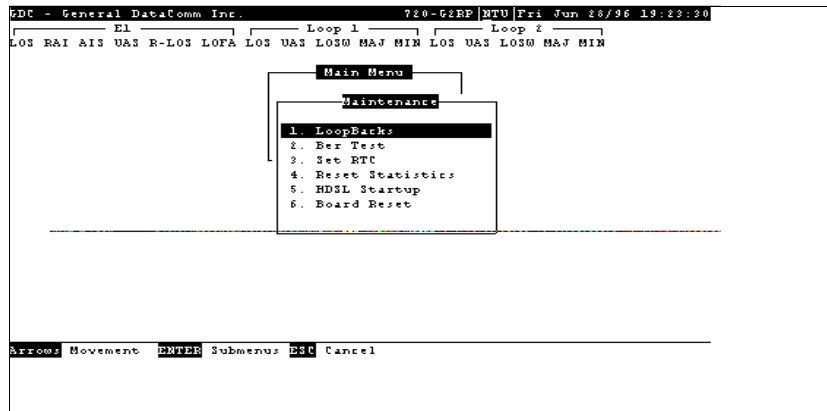 GDC - General DataComm Inc. 720-G2RP NTU Fri Jun 28/96 19:23:30
E1 Loop 1 Loop 2
LOS RAI AIS UAS R-LOS LOFA LOS UAS LOSW MAJ MIN LOS UAS LOSW MAJ MIN
Main Menu
Maintenance
1. LoopBacks
2. Ber Test
3. Set RTC
4. Reset Statistics
5. HDSL Startup
6. Board Reset
Arrows Movement ENTER Submenus ESC Cancel